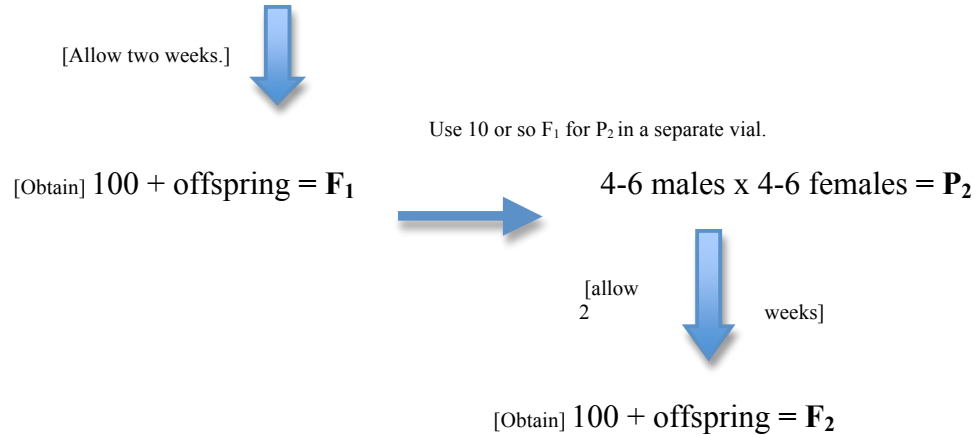 [Allow two weeks.]
Use 10 or so F₁ for P₂ in a separate vial.
[Obtain] 100 + offspring = F₁
4-6 males x 4-6 females = P₂
[allow
2 weeks]
[Obtain] 100 + offspring = F₂